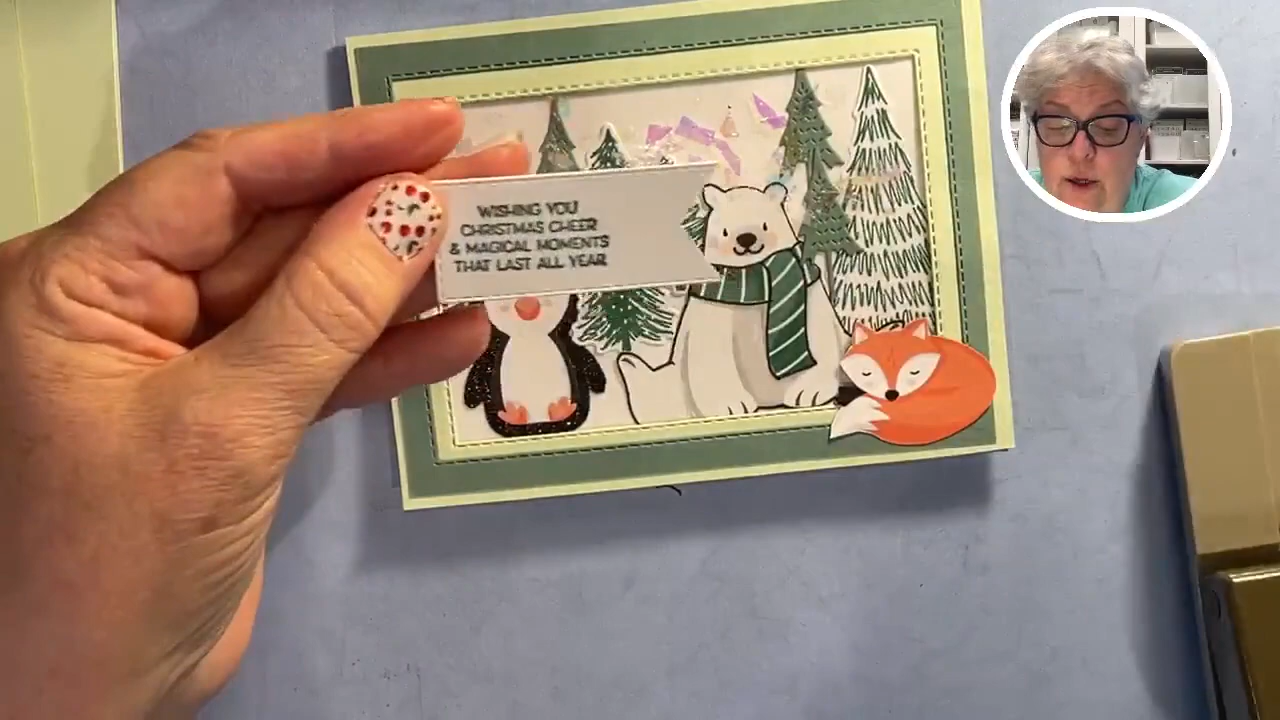 WISHING YOU
CHRISTMAS CHEER
& MAGICAL MOMENTS
THAT LAST ALL YEAR